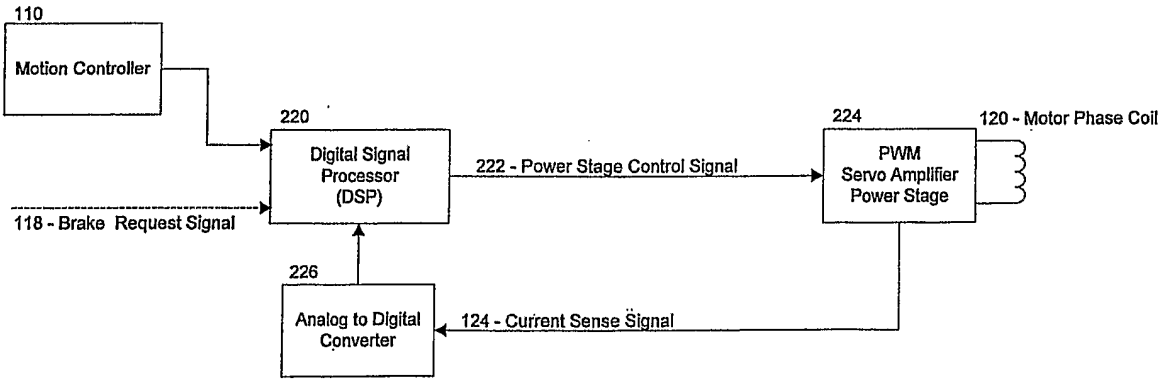 110
Motion Controller
220
Digital Signal
Processor
(DSP)
118 - Brake Request Signal
222 - Power Stage Control Signal
224
PWM
Servo Amplifier
Power Stage
120 - Motor Phase Coil
226
Analog to Digital
Converter
124 - Current Sense Signal